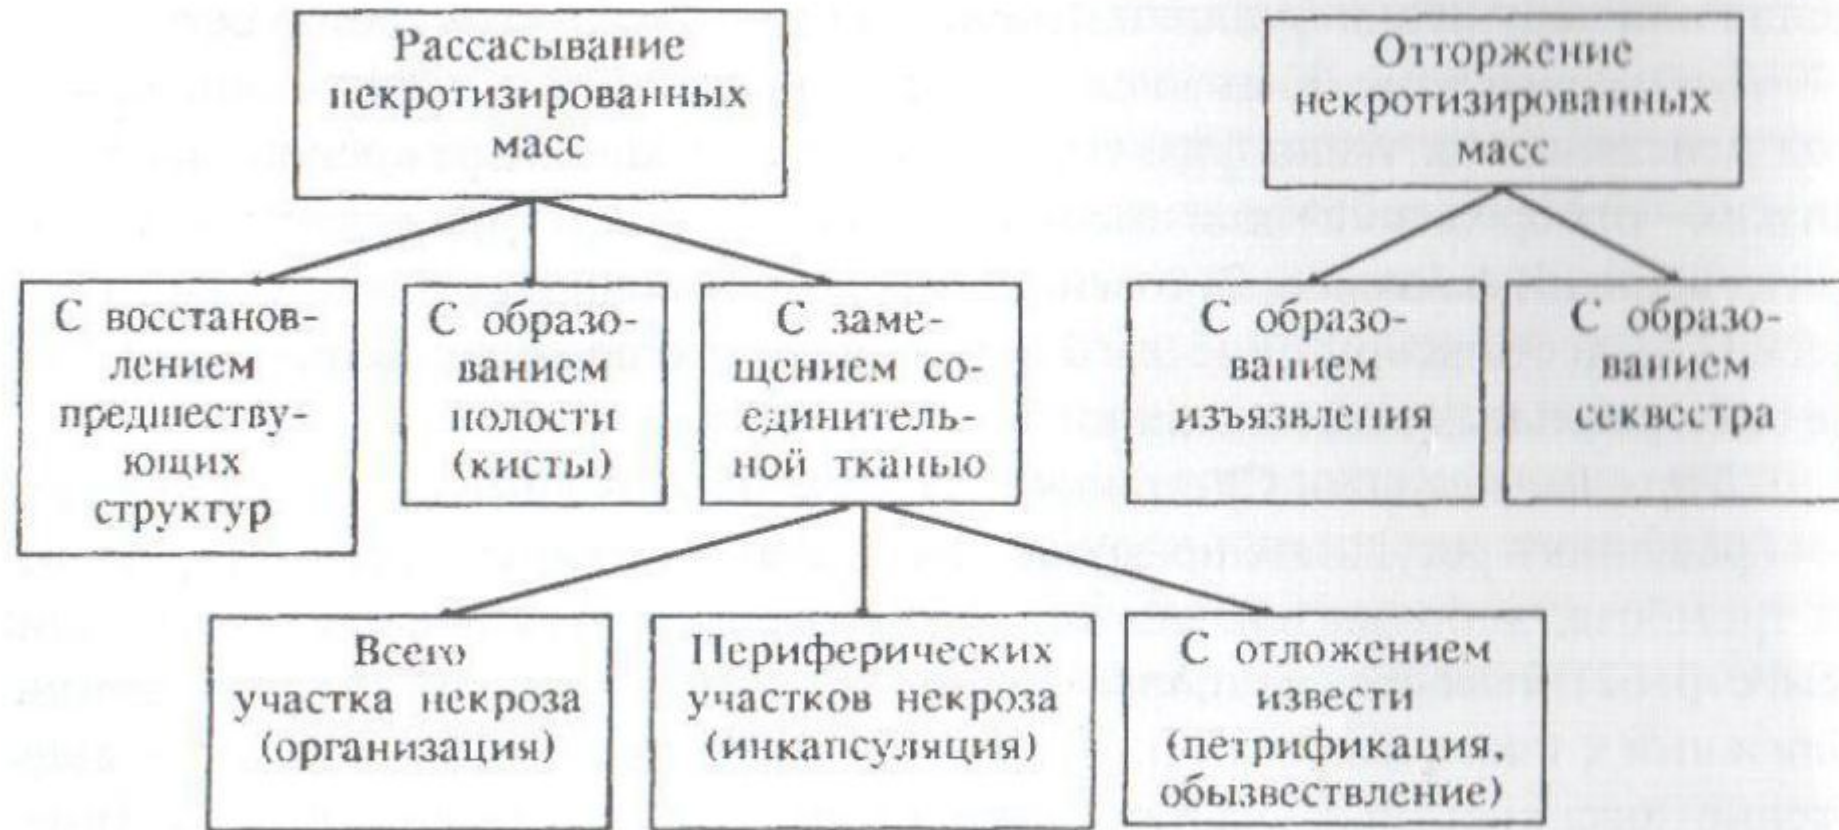 Рассасывание
некротизированных
масс
Отторжение
некротизированных
масс
С восстанов-
лением
предшеству-
ющих
структур
С образо-
ванием
полости
(кисты)
С заме-
щением со-
единитель-
ной тканью
С образо-
ванием
изъязвления
С образо-
ванием
секвестра
Всего
участка некроза
(организация)
Периферических
участков некроза
(инкапсуляция)
С отложением
извести
(петрификация,
обызвествление)